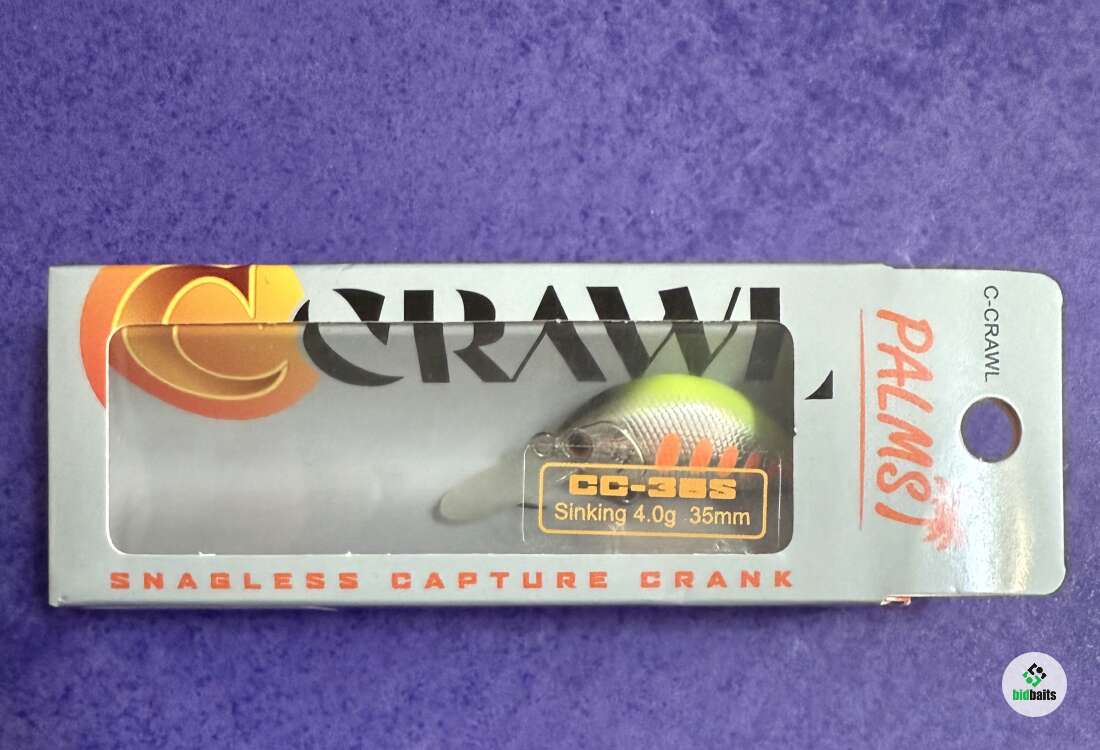 C CRAWL
CC-35S
Sinking 4.0g 35mm
SNAGLESS CAPTURE CRANK
PALMS
C-CRAWL
bidbaits